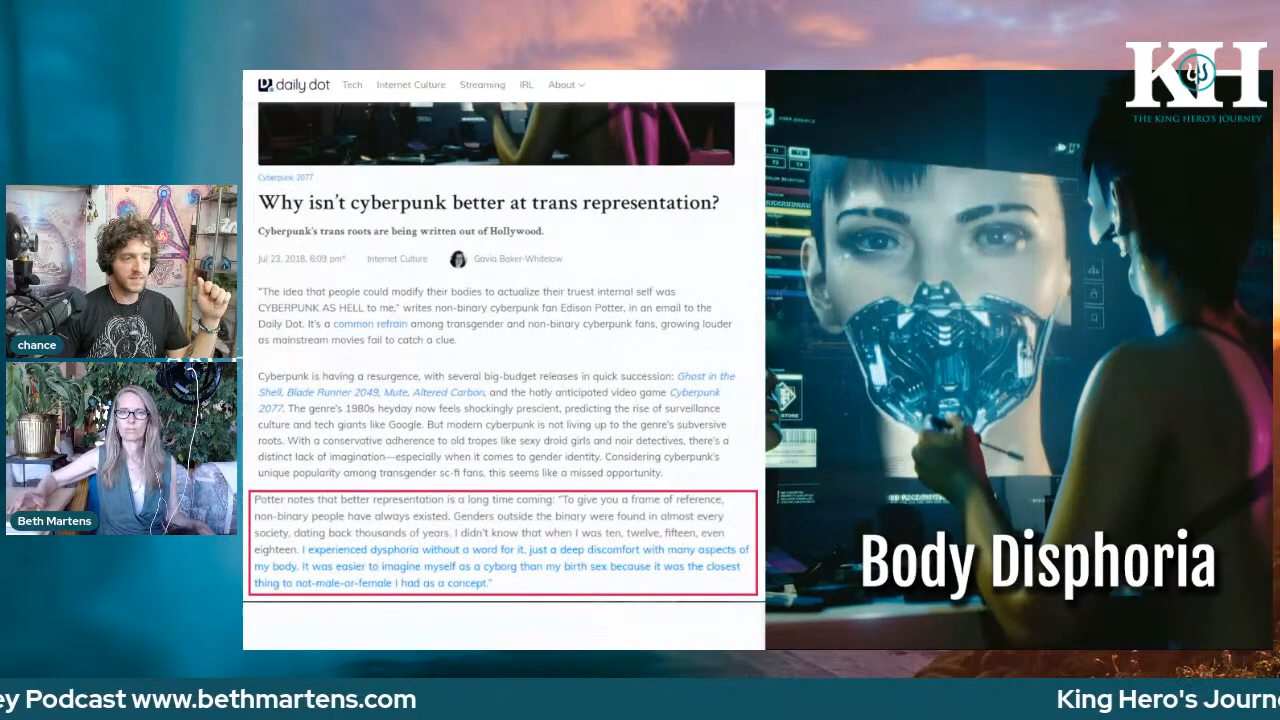 KH
THE KING HERO'S JOURNEY
daily dot Tech Internet Culture Streaming IRL About
Cyberpunk 2077
Why isn't cyberpunk better at trans representation?
Cyberpunk's trans roots are being written out of Hollywood.
Jul 23, 2018, 6:09 pm* Internet Culture Gavia Baker-Whitelaw
"The idea that people could modify their bodies to actualize their truest internal self was
CYBERPUNK AS HELL to me," writes non-binary cyberpunk fan Edison Potter, in an email to the
Daily Dot. It's a common refrain among transgender and non-binary cyberpunk fans, growing louder
as mainstream movies fail to catch a clue.
Cyberpunk is having a resurgence, with several big-budget releases in quick succession: Ghost in the
Shell, Blade Runner 2049, Mute, Altered Carbon, and the hotly anticipated video game Cyberpunk
2077. The genre's 1980s heyday now feels shockingly prescient, predicting the rise of surveillance
culture and tech giants like Google. But modern cyberpunk is not living up to the genre's subversive
roots. With a conservative adherence to old tropes like sexy droid girls and noir detectives, there's a
distinct lack of imagination—especially when it comes to gender identity. Considering cyberpunk's
unique popularity among transgender sc-fi fans, this seems like a missed opportunity.
Potter notes that better representation is a long time coming: "To give you a frame of reference,
non-binary people have always existed. Genders outside the binary were found in almost every
society, dating back thousands of years. I didn't know that when I was ten, twelve, fifteen, even
eighteen. I experienced dysphoria without a word for it, just a deep discomfort with many aspects of
my body. It was easier to imagine myself as a cyborg than my birth sex because it was the closest
thing to not-male-or-female I had as a concept."
STORE
Body Disphoria
chance
Beth Martens
ey Podcast www.bethmartens.com
King Hero's Journe